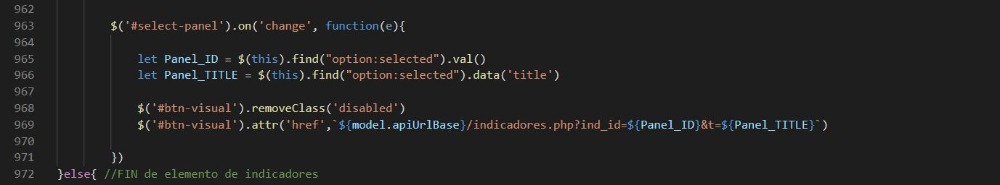 962
963 $('#select-panel').on('change', function(e){
964
965 let Panel_ID = $(this).find("option:selected").val()
966 let Panel_TITLE = $(this).find("option:selected").data('title')
967
968 $('#btn-visual').removeClass('disabled')
969 $('#btn-visual').attr('href',`${model.apiUrlBase}/indicadores.php?ind_id=${Panel_ID}&t=${Panel_TITLE}`)
970
971 })
972 }else{ //FIN de elemento de indicadores